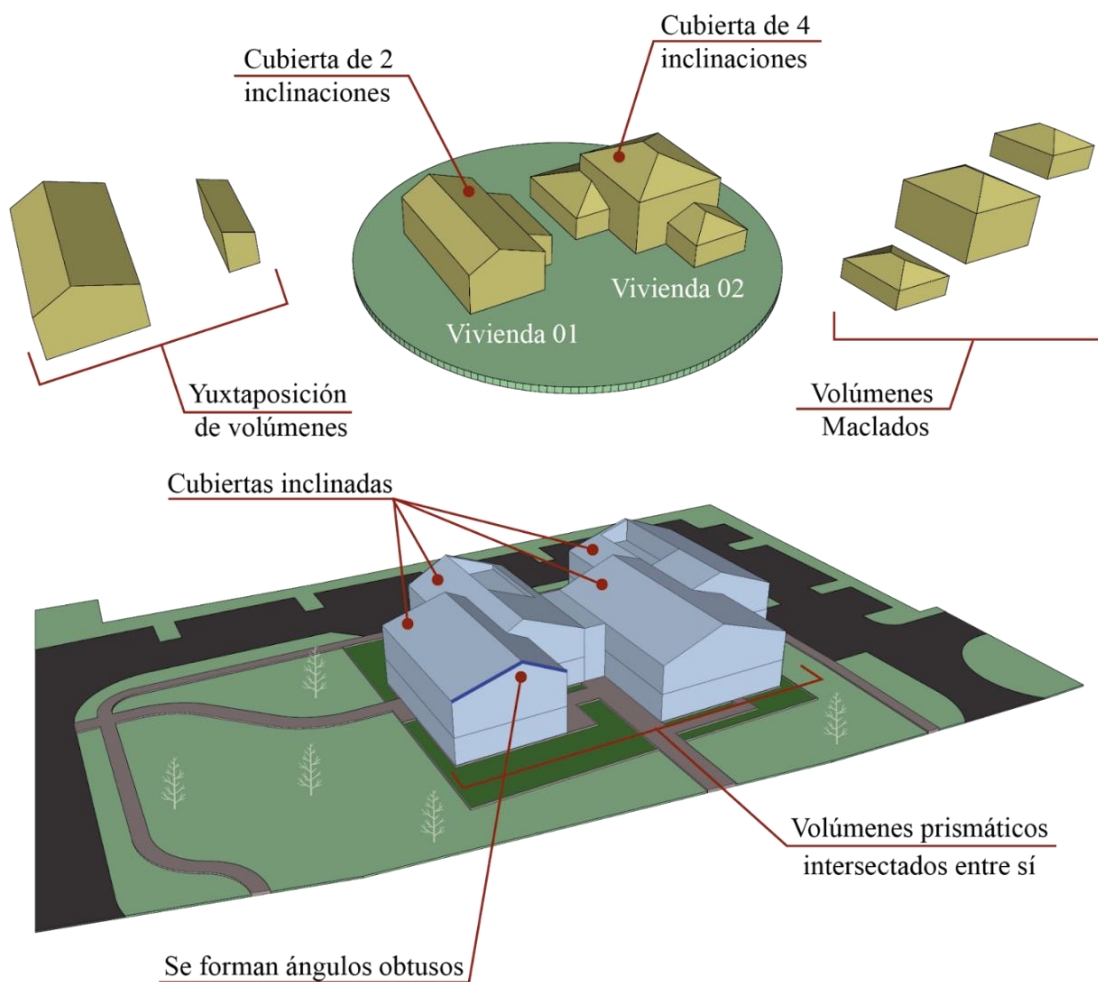 Cubierta de 4
inclinaciones
Cubierta de 2
inclinaciones
Vivienda 02
Vivienda 01
Yuxtaposición
de volúmenes
Volúmenes
Maclados
Cubiertas inclinadas
Volúmenes prismáticos
intersectados entre sí
Se forman ángulos obtusos